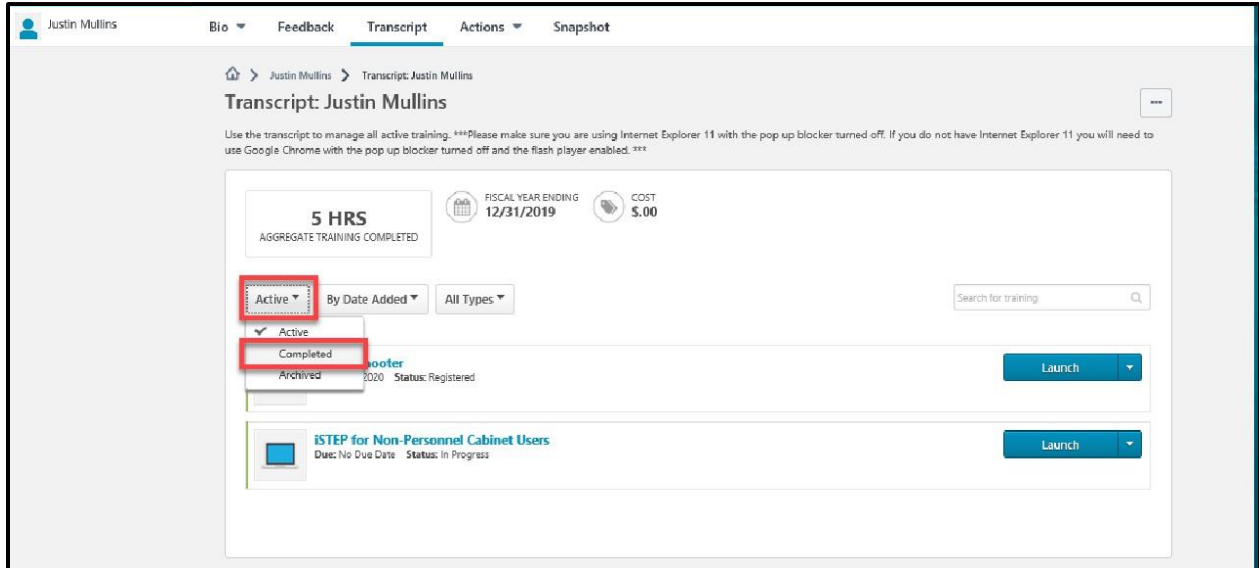 Justin Mullins
Bio Feedback Transcript Actions Snapshot
Justin Mullins Transcript: Justin Mullins
Transcript: Justin Mullins
Use the transcript to manage all active training. ***Please make sure you are using Internet Explorer 11 with the pop up blocker turned off. If you do not have Internet Explorer 11 you will need to
use Google Chrome with the pop up blocker turned off and the flash player enabled. ***
5 HRS
AGGREGATE TRAINING COMPLETED
FISCAL YEAR ENDING
12/31/2019
COST
$.00
Active By Date Added All Types Search for training
Active
Completed
Archived
ooter
2020 Status: Registered
Launch
iSTEP for Non-Personnel Cabinet Users
Due: No Due Date Status: In Progress
Launch